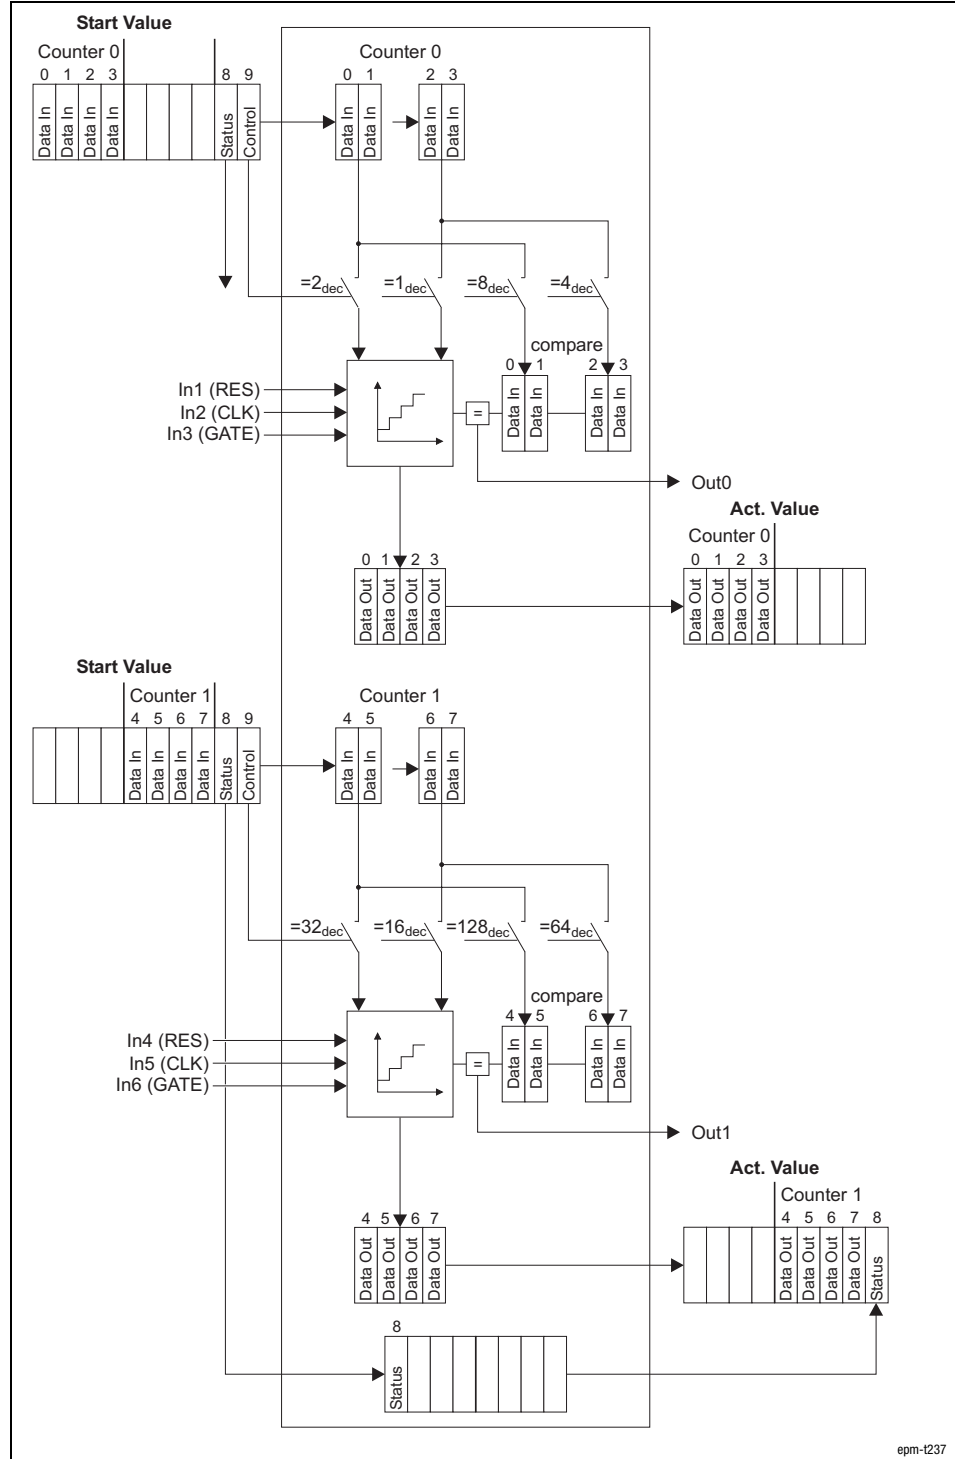 Start Value
Counter 0
0 1 2 3 8 9
Data In Data In Data In Data In Status Control
Counter 0
0 1 2 3
Data In Data In Data In Data In
=2dec =1dec =8dec =4dec
compare
0 1 2 3
Data In Data In Data In Data In
In1 (RES)
In2 (CLK)
In3 (GATE)
=
Out0
Act. Value
Counter 0
0 1 2 3
Data Out Data Out Data Out Data Out
0 1 2 3
Data Out Data Out Data Out Data Out
Start Value
Counter 1
4 5 6 7 8 9
Data In Data In Data In Data In Status Control
Counter 1
4 5 6 7
Data In Data In Data In Data In
=32dec =16dec =128dec =64dec
compare
4 5 6 7
Data In Data In Data In Data In
In4 (RES)
In5 (CLK)
In6 (GATE)
=
Out1
Act. Value
Counter 1
4 5 6 7 8
Data Out Data Out Data Out Data Out Status
4 5 6 7
Data Out Data Out Data Out Data Out
8
Status
epm-t237